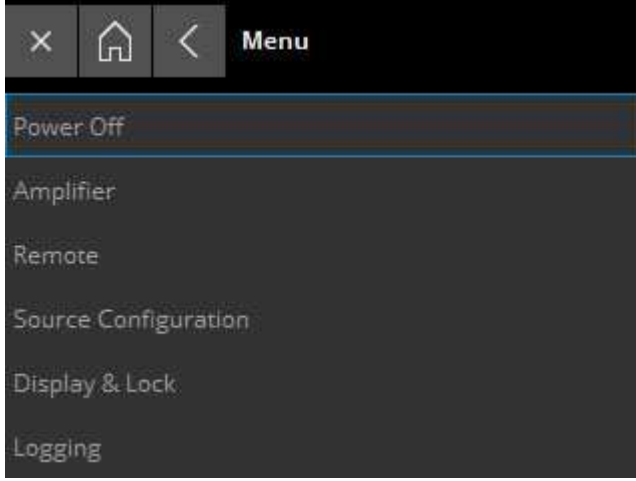 Menu
Power Off
Amplifier
Remote
Source Configuration
Display & Lock
Logging